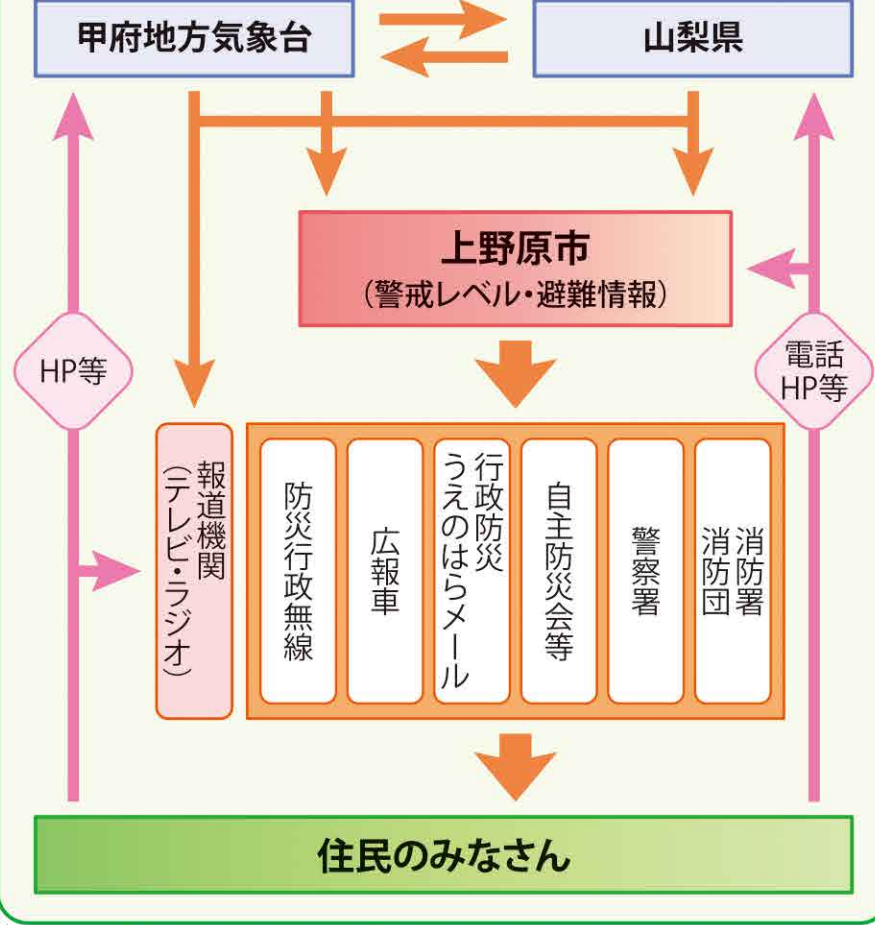 甲府地方気象台
山梨県
上野原市
（警戒レベル・避難情報）
HP等
電話
HP等
報道機関
（テレビ・ラジオ）
防災行政無線
広報車
行政防災
うえのはらメール
自主防災会等
警察署
消防署
消防団
住民のみなさん